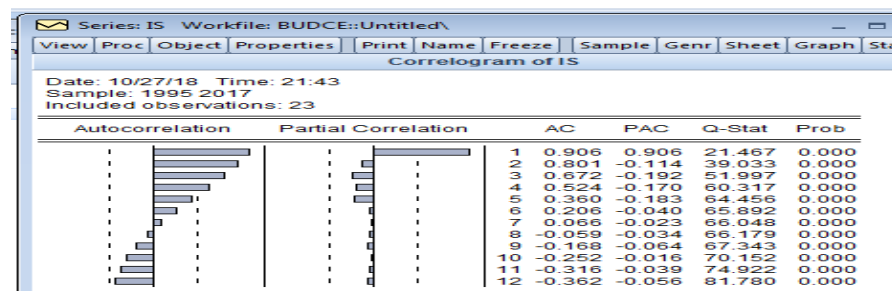 Series: IS Workfile: BUDCE::Untitled\
View Proc Object Properties Print Name Freeze Sample Genr Sheet Graph Sta
Correlogram of IS
Date: 10/27/18 Time: 21:43
Sample: 1995 2017
Included observations: 23
Autocorrelation Partial Correlation AC PAC Q-Stat Prob
1 0.906 0.906 21.467 0.000
2 0.801 -0.114 39.033 0.000
3 0.672 -0.192 51.997 0.000
4 0.524 -0.170 60.317 0.000
5 0.360 -0.183 64.456 0.000
6 0.206 -0.040 65.892 0.000
7 0.066 -0.023 66.048 0.000
8 -0.059 -0.034 66.179 0.000
9 -0.168 -0.064 67.343 0.000
10 -0.252 -0.016 70.152 0.000
11 -0.316 -0.039 74.922 0.000
12 -0.362 -0.056 81.780 0.000